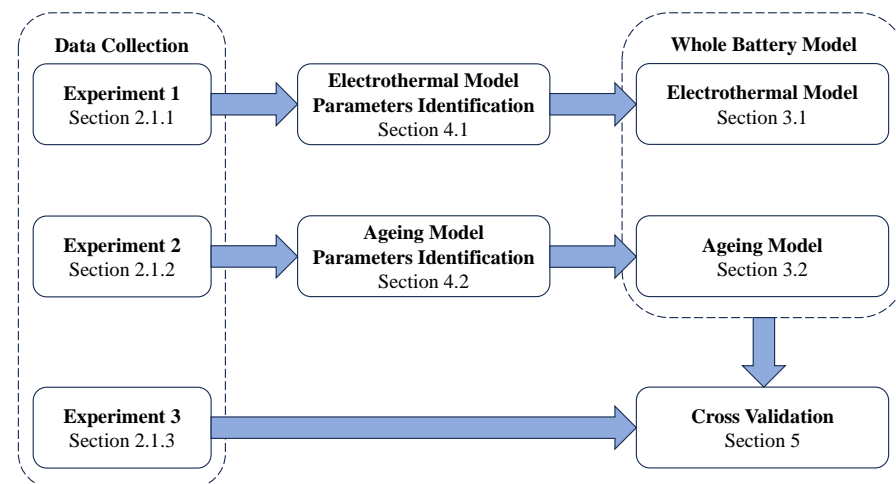 Data Collection
Whole Battery Model
Experiment 1
Section 2.1.1
Electrothermal Model
Parameters Identification
Section 4.1
Electrothermal Model
Section 3.1
Experiment 2
Section 2.1.2
Ageing Model
Parameters Identification
Section 4.2
Ageing Model
Section 3.2
Experiment 3
Section 2.1.3
Cross Validation
Section 5